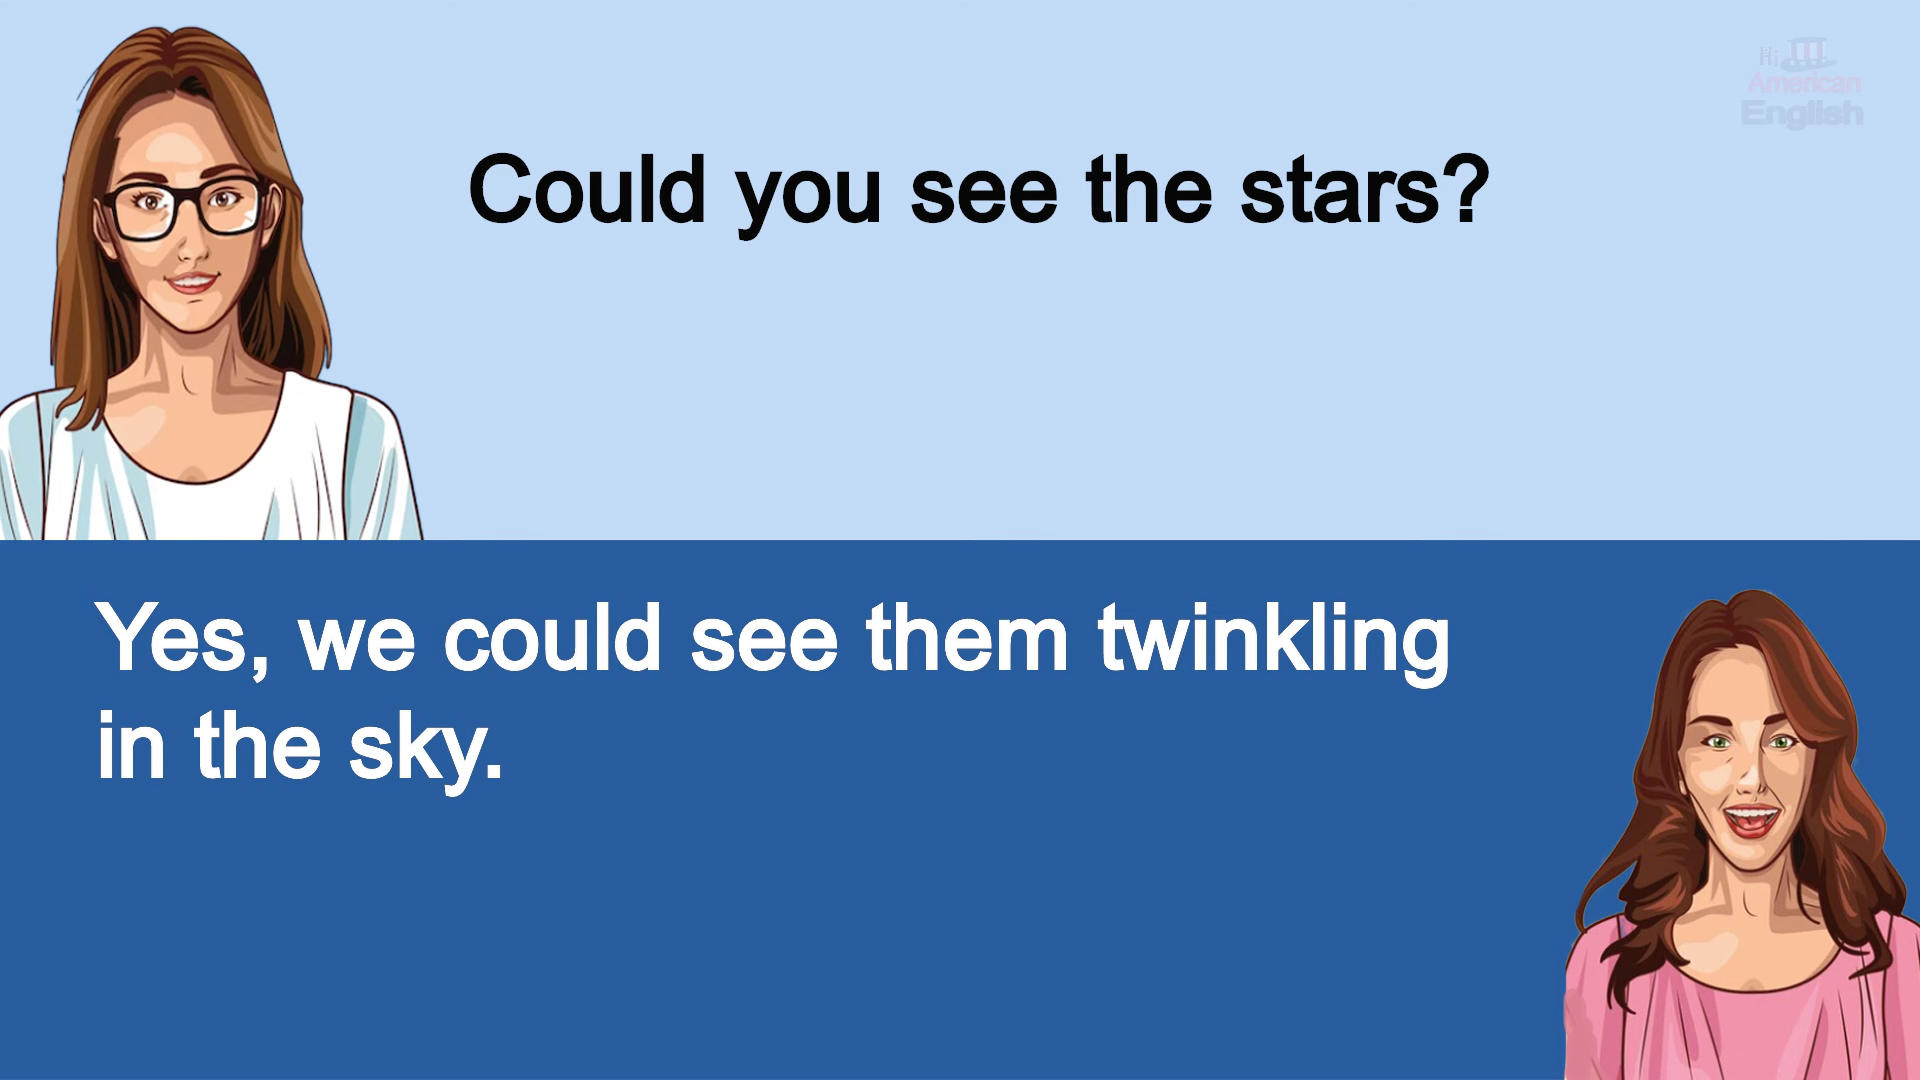 Hi
American
English
Could you see the stars?
Yes, we could see them twinkling
in the sky.